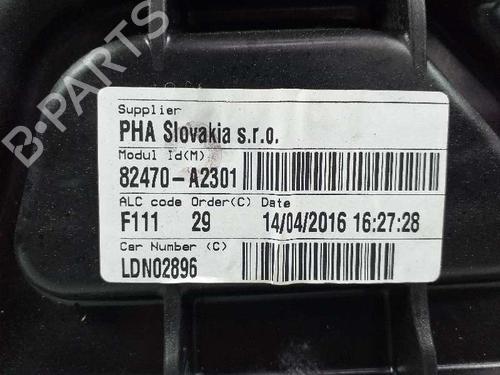 B-PARTS
Supplier
PHA Slovakia s.r.o.
Modul Id(M)
82470-A2301
ALC code Order(C) Date
F111 29 14/04/2016 16:27:28
Car Number (C)
LDN02896